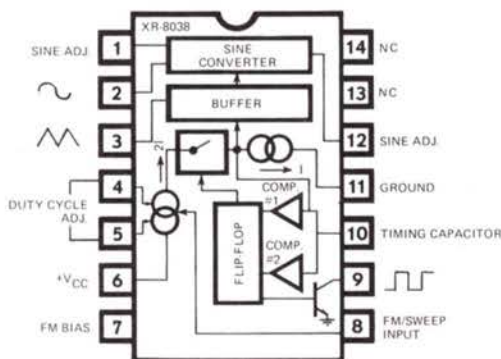 XR-8038
SINE ADJ.
1
2
3
4
DUTY CYCLE
ADJ.
5
6
+VCC
7
FM BIAS
SINE
CONVERTER
BUFFER
2I
I
COMP.
#1
COMP.
#2
FLIP-FLOP
14
NC
13
NC
12
SINE ADJ.
11
GROUND
10
TIMING CAPACITOR
9
8
FM/SWEEP
INPUT